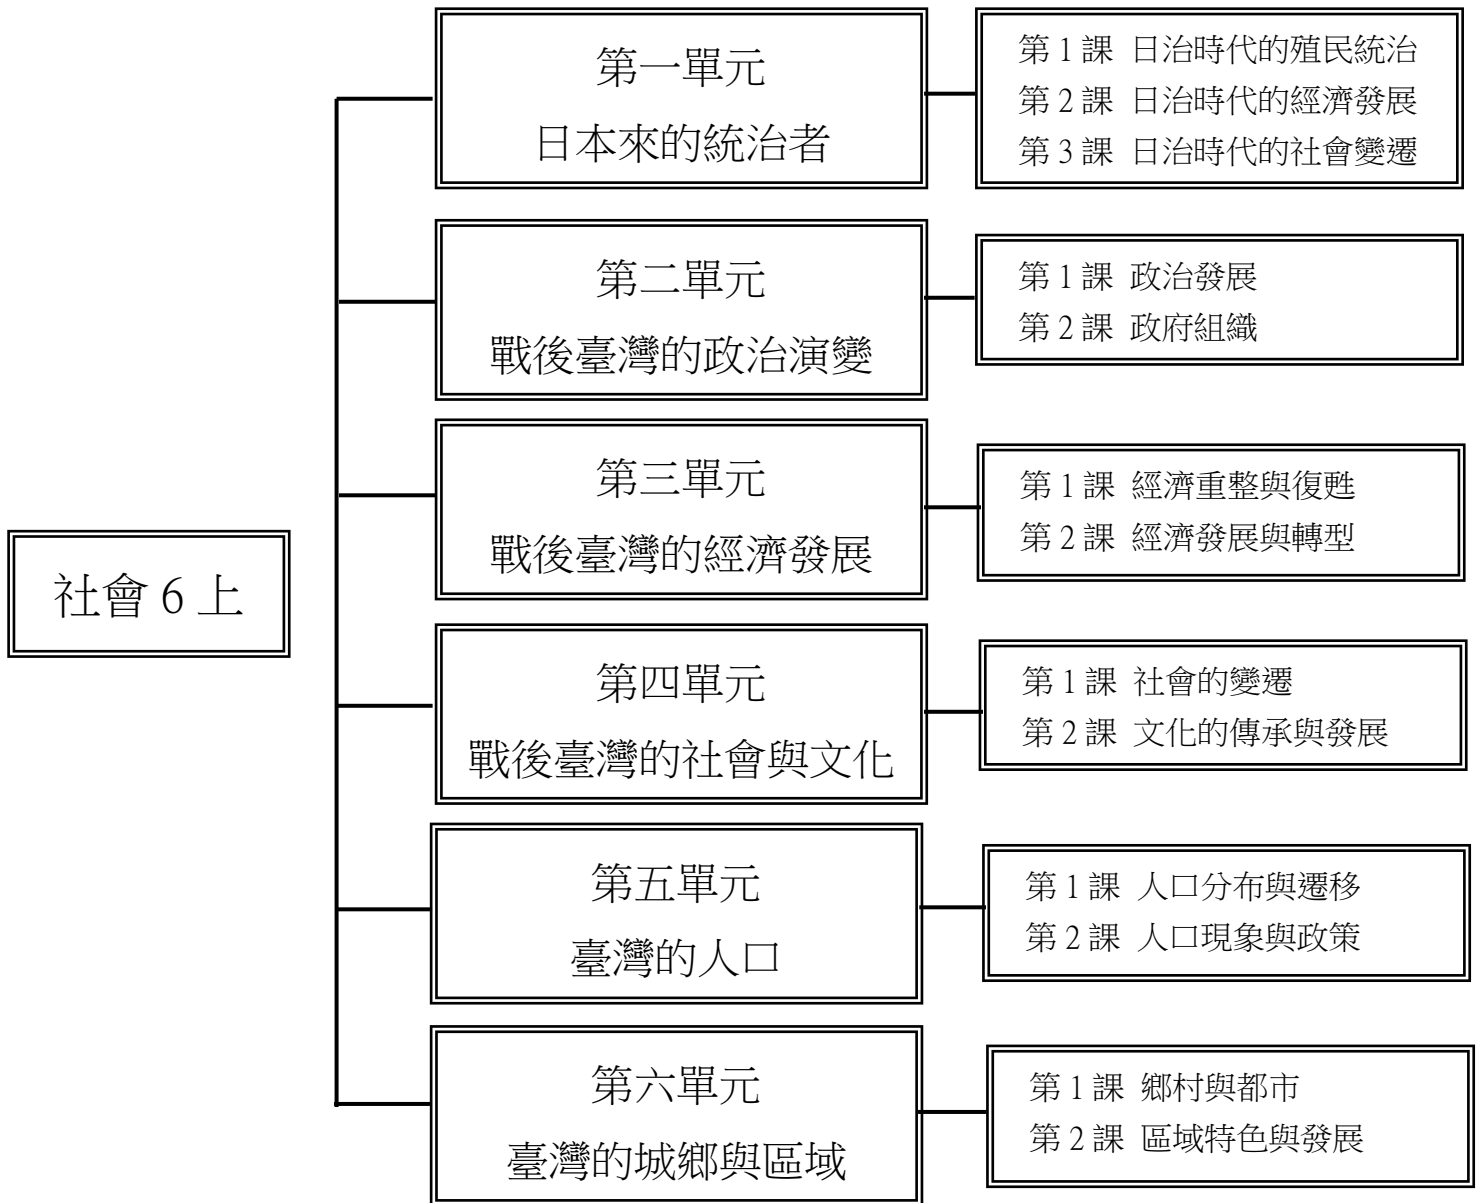 社會6上
第一單元
日本來的統治者
第1課 日治時代的殖民統治
第2課 日治時代的經濟發展
第3課 日治時代的社會變遷
第二單元
戰後臺灣的政治演變
第1課 政治發展
第2課 政府組織
第三單元
戰後臺灣的經濟發展
第1課 經濟重整與復甦
第2課 經濟發展與轉型
第四單元
戰後臺灣的社會與文化
第1課 社會的變遷
第2課 文化的傳承與發展
第五單元
臺灣的人口
第1課 人口分布與遷移
第2課 人口現象與政策
第六單元
臺灣的城鄉與區域
第1課 鄉村與都市
第2課 區域特色與發展